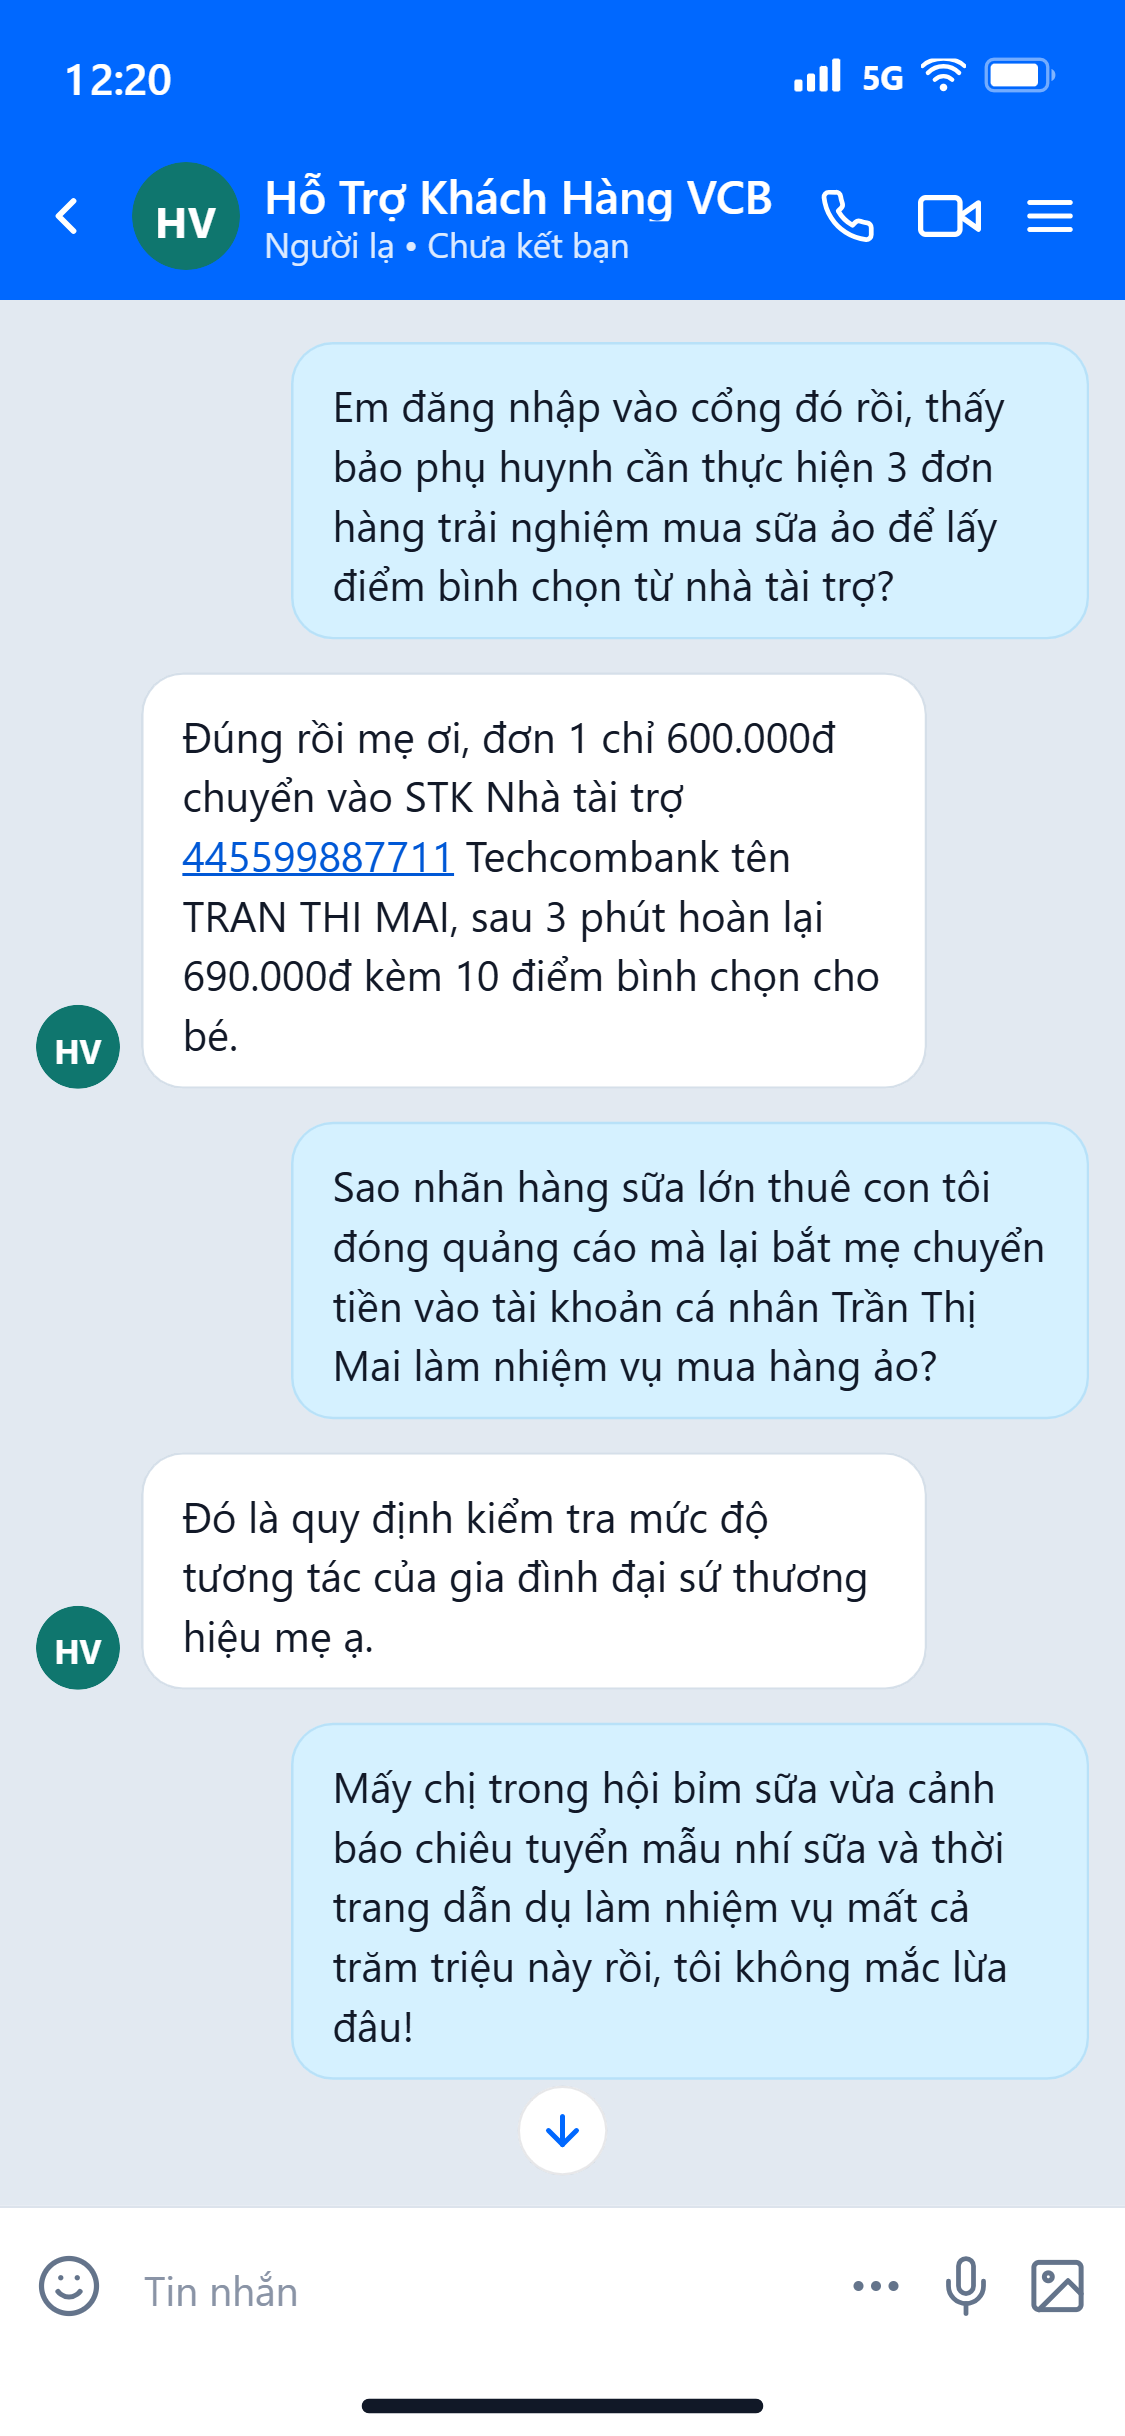 12:20
5G
HV
Hỗ Trợ Khách Hàng VCB
Người lạ • Chưa kết bạn
Em đăng nhập vào cổng đó rồi, thấy
bảo phụ huynh cần thực hiện 3 đơn
hàng trải nghiệm mua sữa ảo để lấy
điểm bình chọn từ nhà tài trợ?
Đúng rồi mẹ ơi, đơn 1 chỉ 600.000đ
chuyển vào STK Nhà tài trợ
445599887711 Techcombank tên
TRAN THI MAI, sau 3 phút hoàn lại
690.000đ kèm 10 điểm bình chọn cho
bé.
HV
Sao nhãn hàng sữa lớn thuê con tôi
đóng quảng cáo mà lại bắt mẹ chuyển
tiền vào tài khoản cá nhân Trần Thị
Mai làm nhiệm vụ mua hàng ảo?
Đó là quy định kiểm tra mức độ
tương tác của gia đình đại sứ thương
hiệu mẹ ạ.
HV
Mấy chị trong hội bỉm sữa vừa cảnh
báo chiêu tuyển mẫu nhí sữa và thời
trang dẫn dụ làm nhiệm vụ mất cả
trăm triệu này rồi, tôi không mắc lừa
đâu!
Tin nhắn